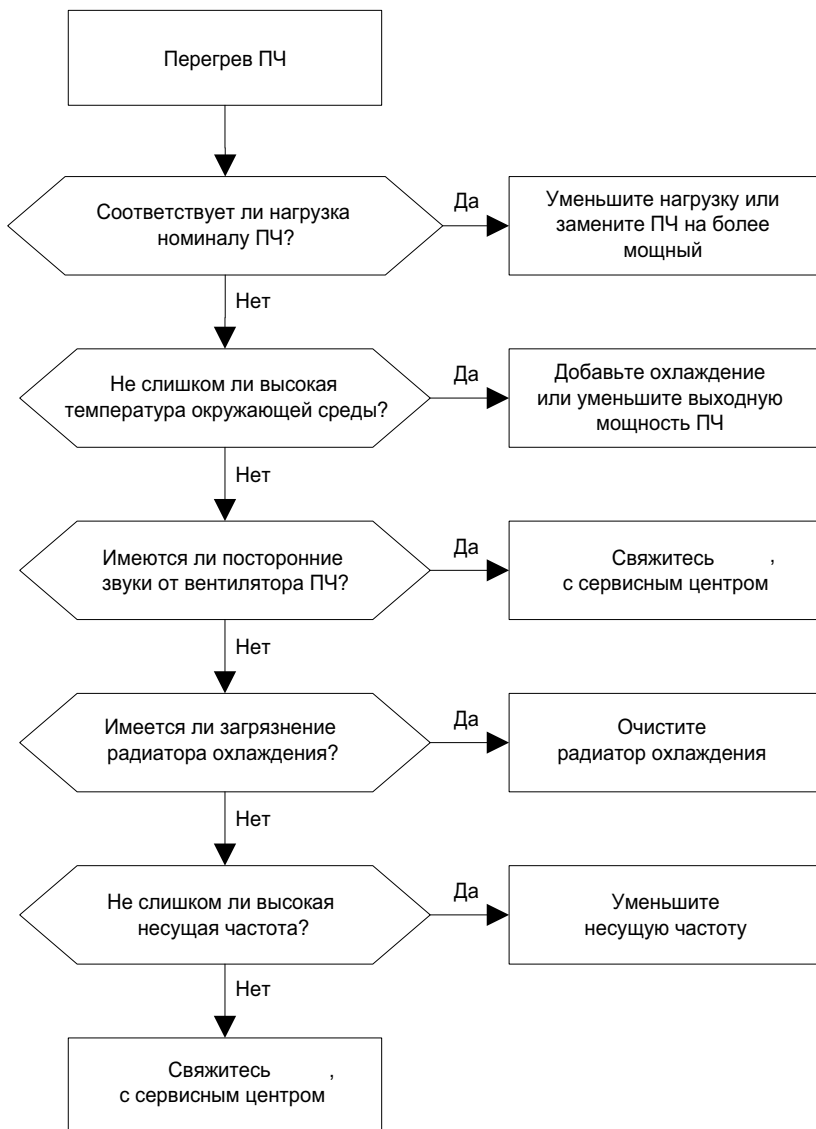 Перегрев ПЧ
Соответствует ли нагрузка
номиналу ПЧ?
Да
Уменьшите нагрузку или
замените ПЧ на более
мощный
Нет
Не слишком ли высокая
температура окружающей среды?
Да
Добавьте охлаждение
или уменьшите выходную
мощность ПЧ
Нет
Имеются ли посторонние
звуки от вентилятора ПЧ?
Да
Свяжитесь ,
с сервисным центром
Нет
Имеется ли загрязнение
радиатора охлаждения?
Да
Очистите
радиатор охлаждения
Нет
Не слишком ли высокая
несущая частота?
Да
Уменьшите
несущую частоту
Нет
Свяжитесь ,
с сервисным центром